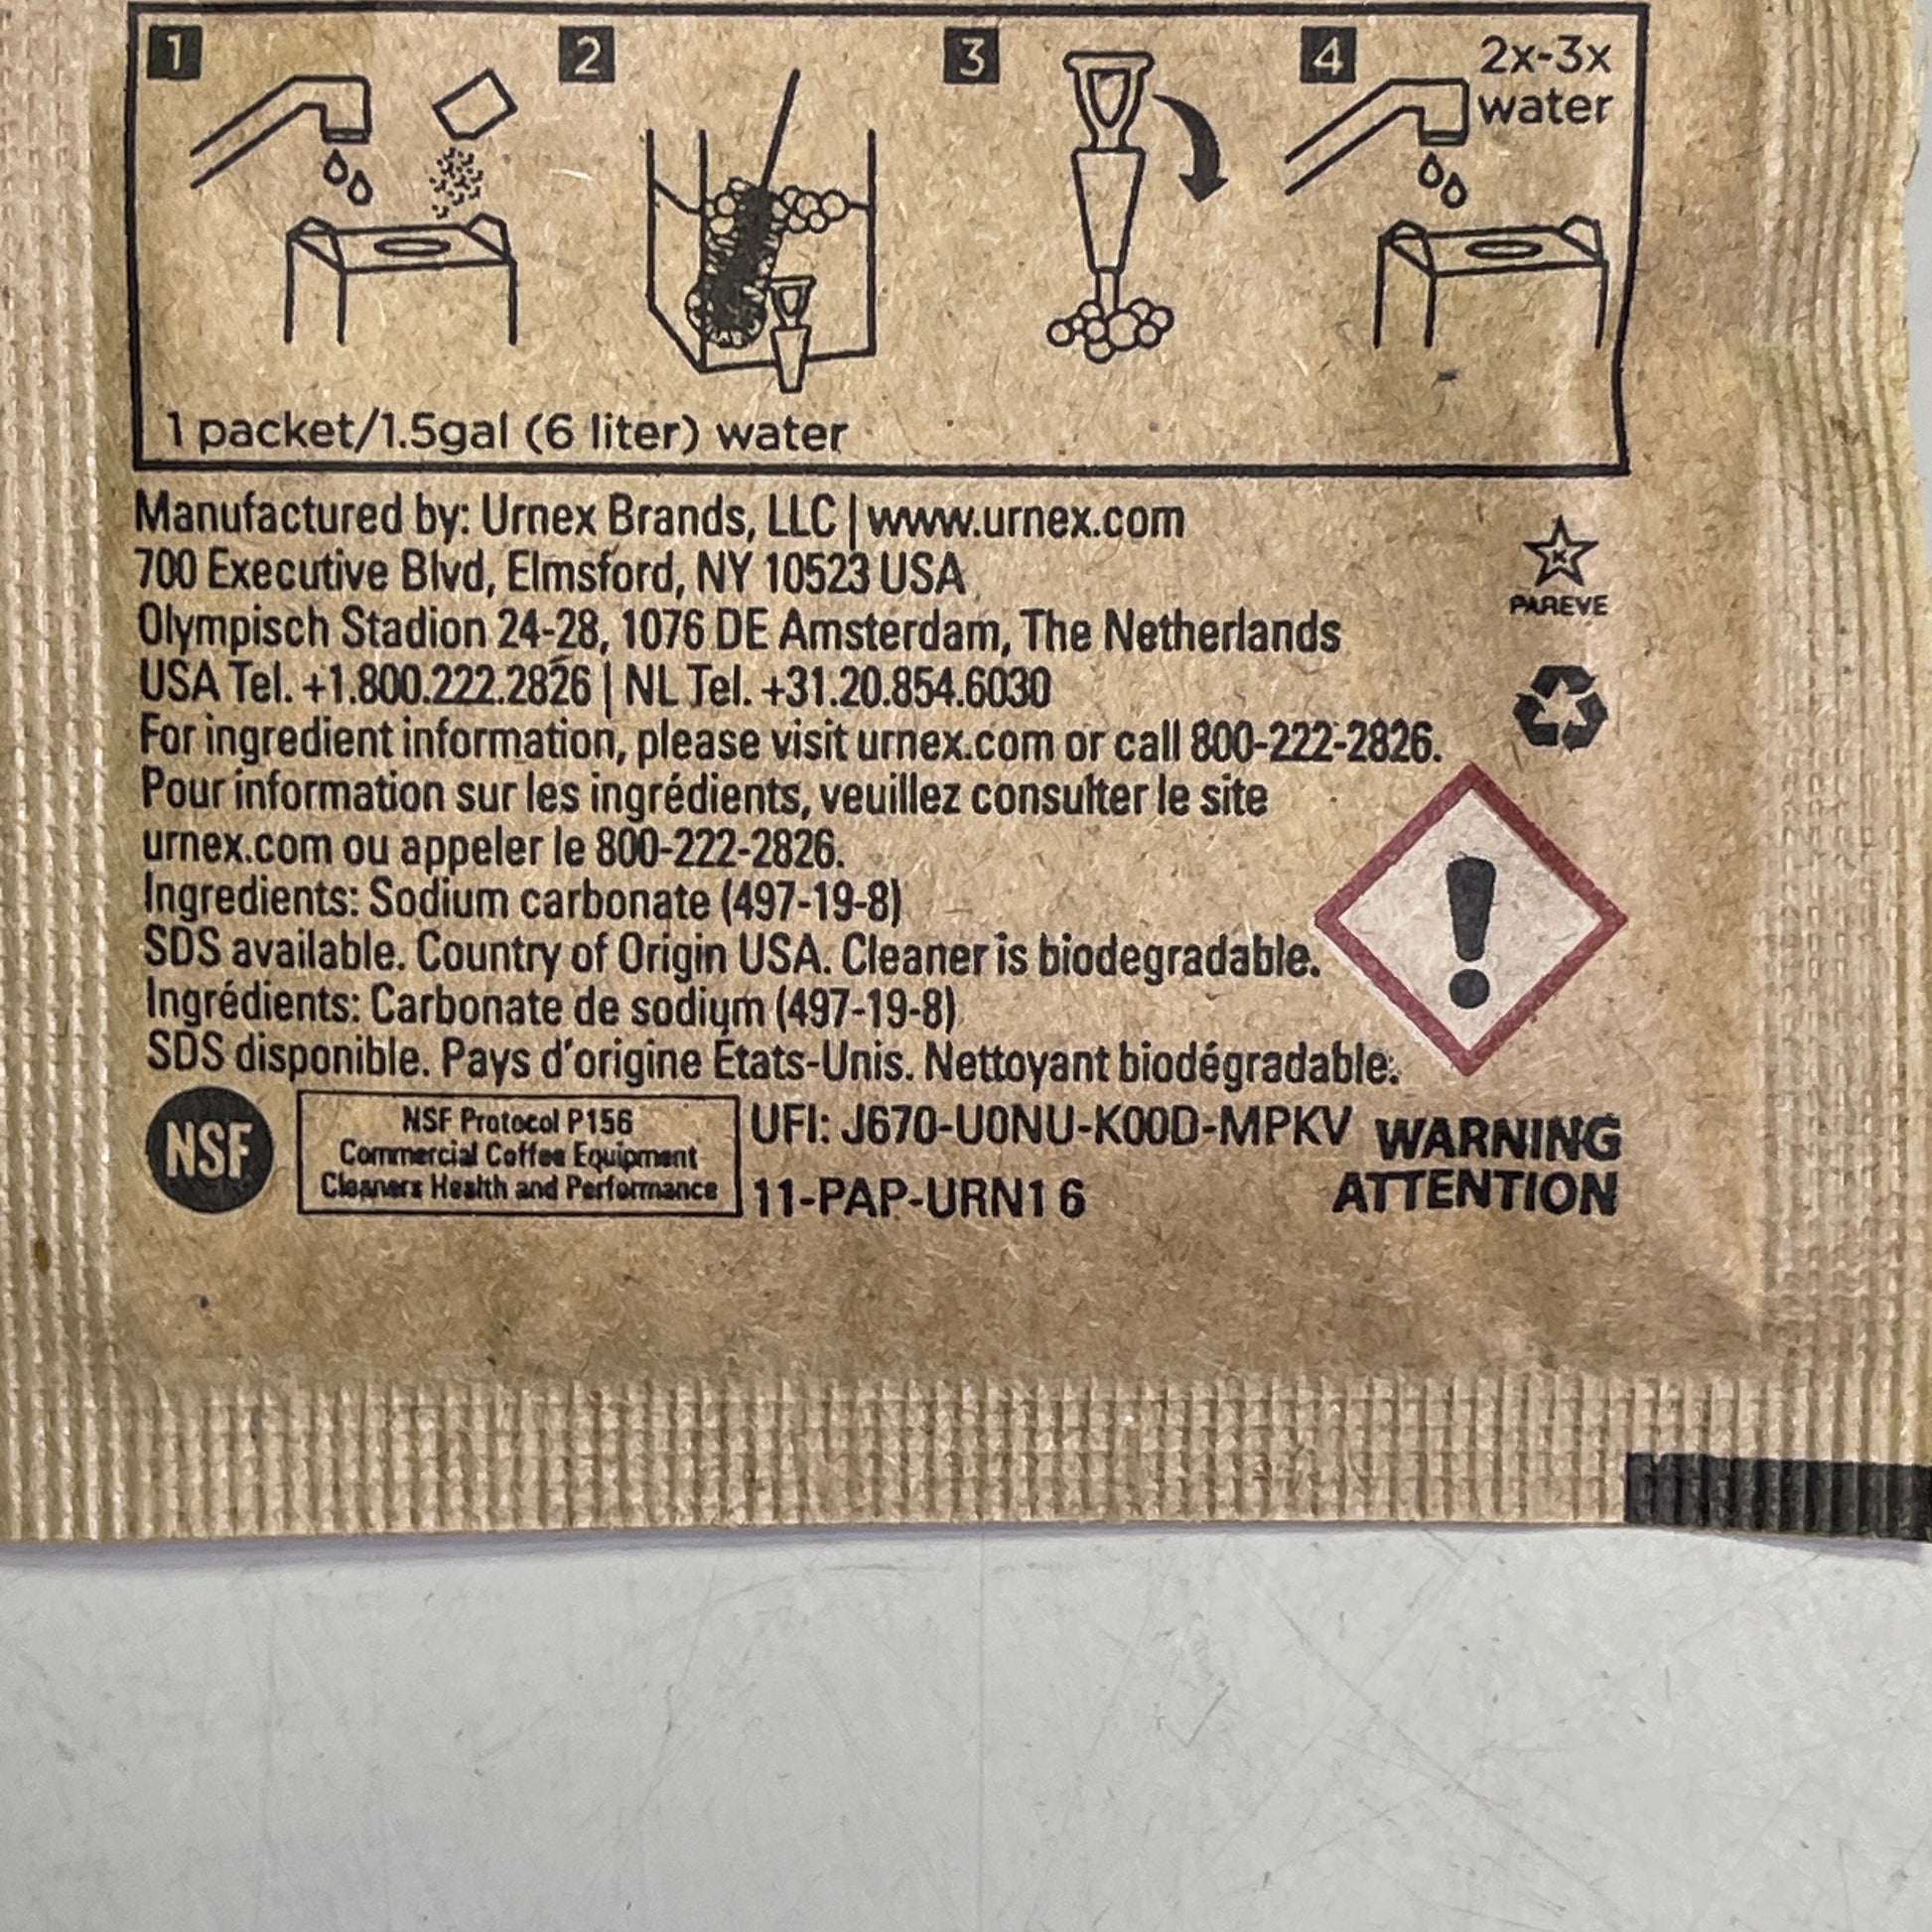 1
2
3
4
2x-3x
water
1 packet/1.5gal (6 liter) water
Manufactured by: Urnex Brands, LLC | www.urnex.com
700 Executive Blvd, Elmsford, NY 10523 USA
Olympisch Stadion 24-28, 1076 DE Amsterdam, The Netherlands
USA Tel. +1.800.222.2826 | NL Tel. +31.20.854.6030
For ingredient information, please visit urnex.com or call 800-222-2826.
Pour information sur les ingrédients, veuillez consulter le site
urnex.com ou appeler le 800-222-2826.
Ingredients: Sodium carbonate (497-19-8)
SDS available. Country of Origin USA. Cleaner is biodegradable.
Ingrédients: Carbonate de sodium (497-19-8)
SDS disponible. Pays d'origine États-Unis. Nettoyant biodégradable.
K
PAREVE
!
NSF
NSF Protocol P156
Commercial Coffee Equipment
Cleaners Health and Performance
UFI: J670-U0NU-K00D-MPKV
11-PAP-URN1 6
WARNING
ATTENTION